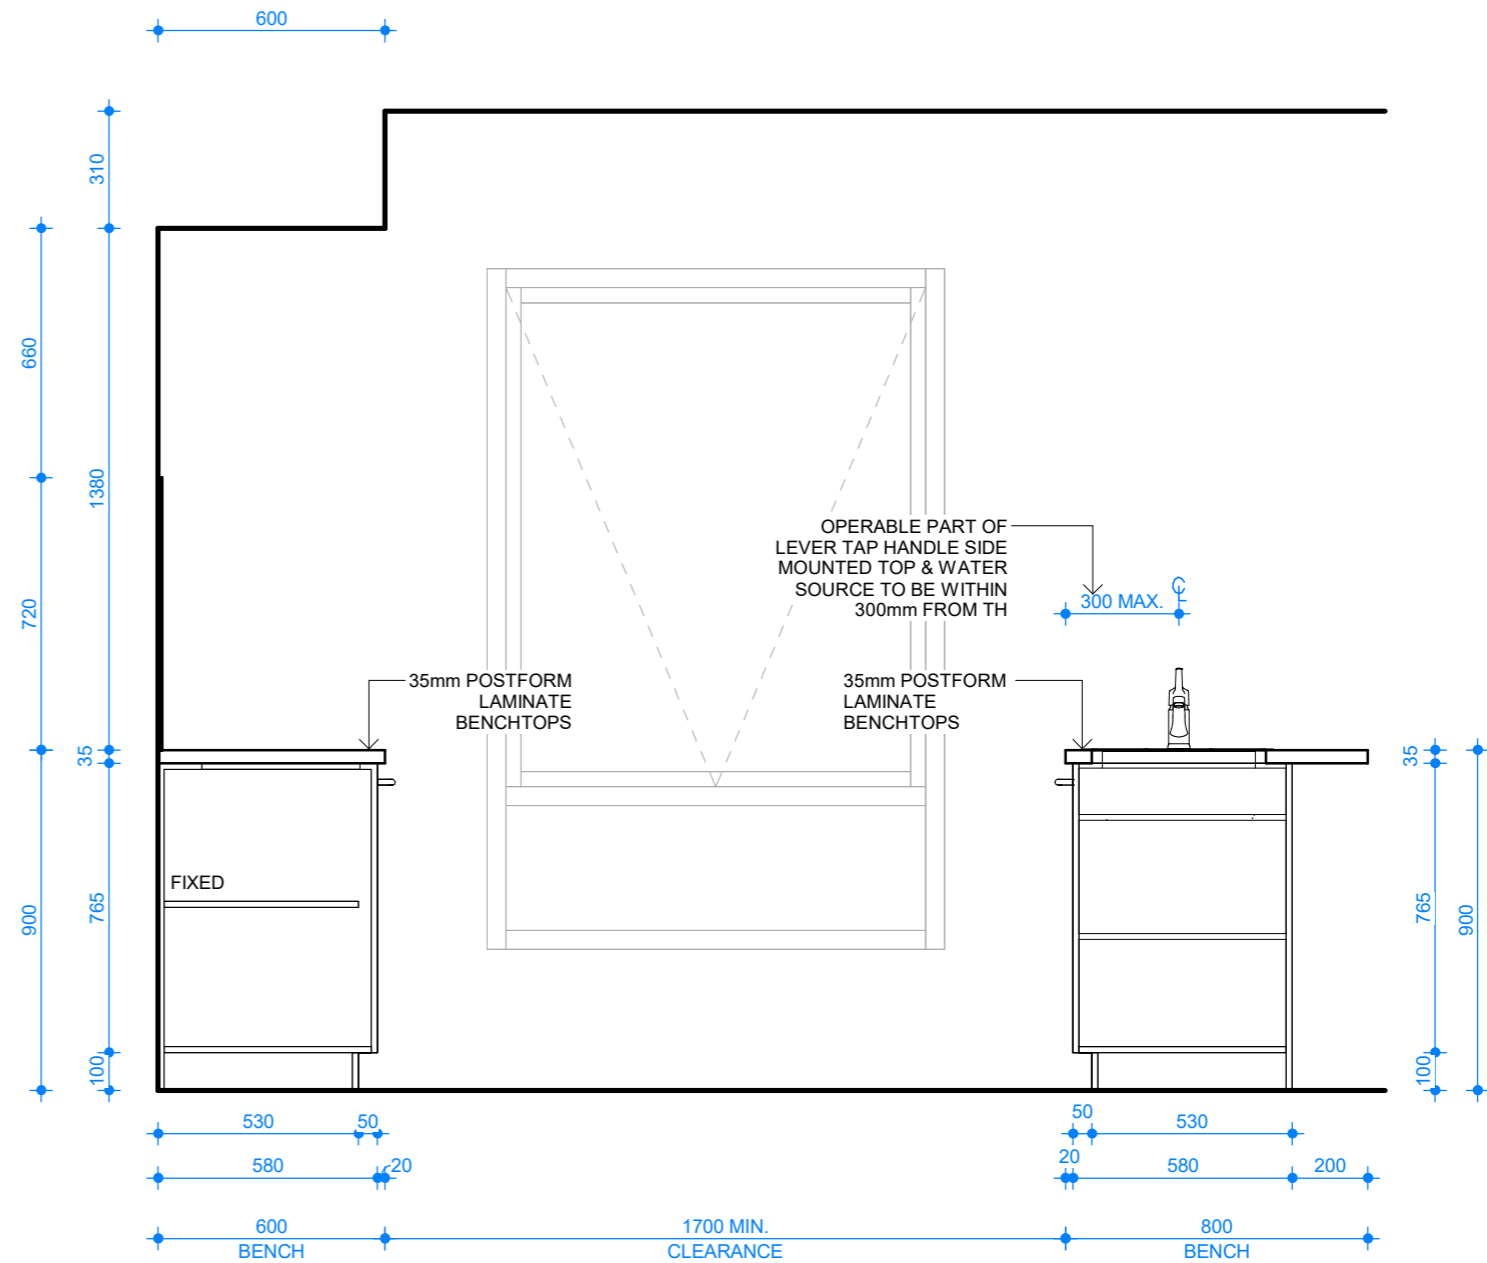 600
310
660
1380
720
OPERABLE PART OF
LEVER TAP HANDLE SIDE
MOUNTED TOP & WATER
SOURCE TO BE WITHIN
300mm FROM TH
300 MAX.
35mm POSTFORM
LAMINATE
BENCHTOPS
35mm POSTFORM
LAMINATE
BENCHTOPS
35
35
FIXED
900
765
765
900
100
100
530
50
50
530
580
20
20
580
200
600
BENCH
1700 MIN.
CLEARANCE
800
BENCH